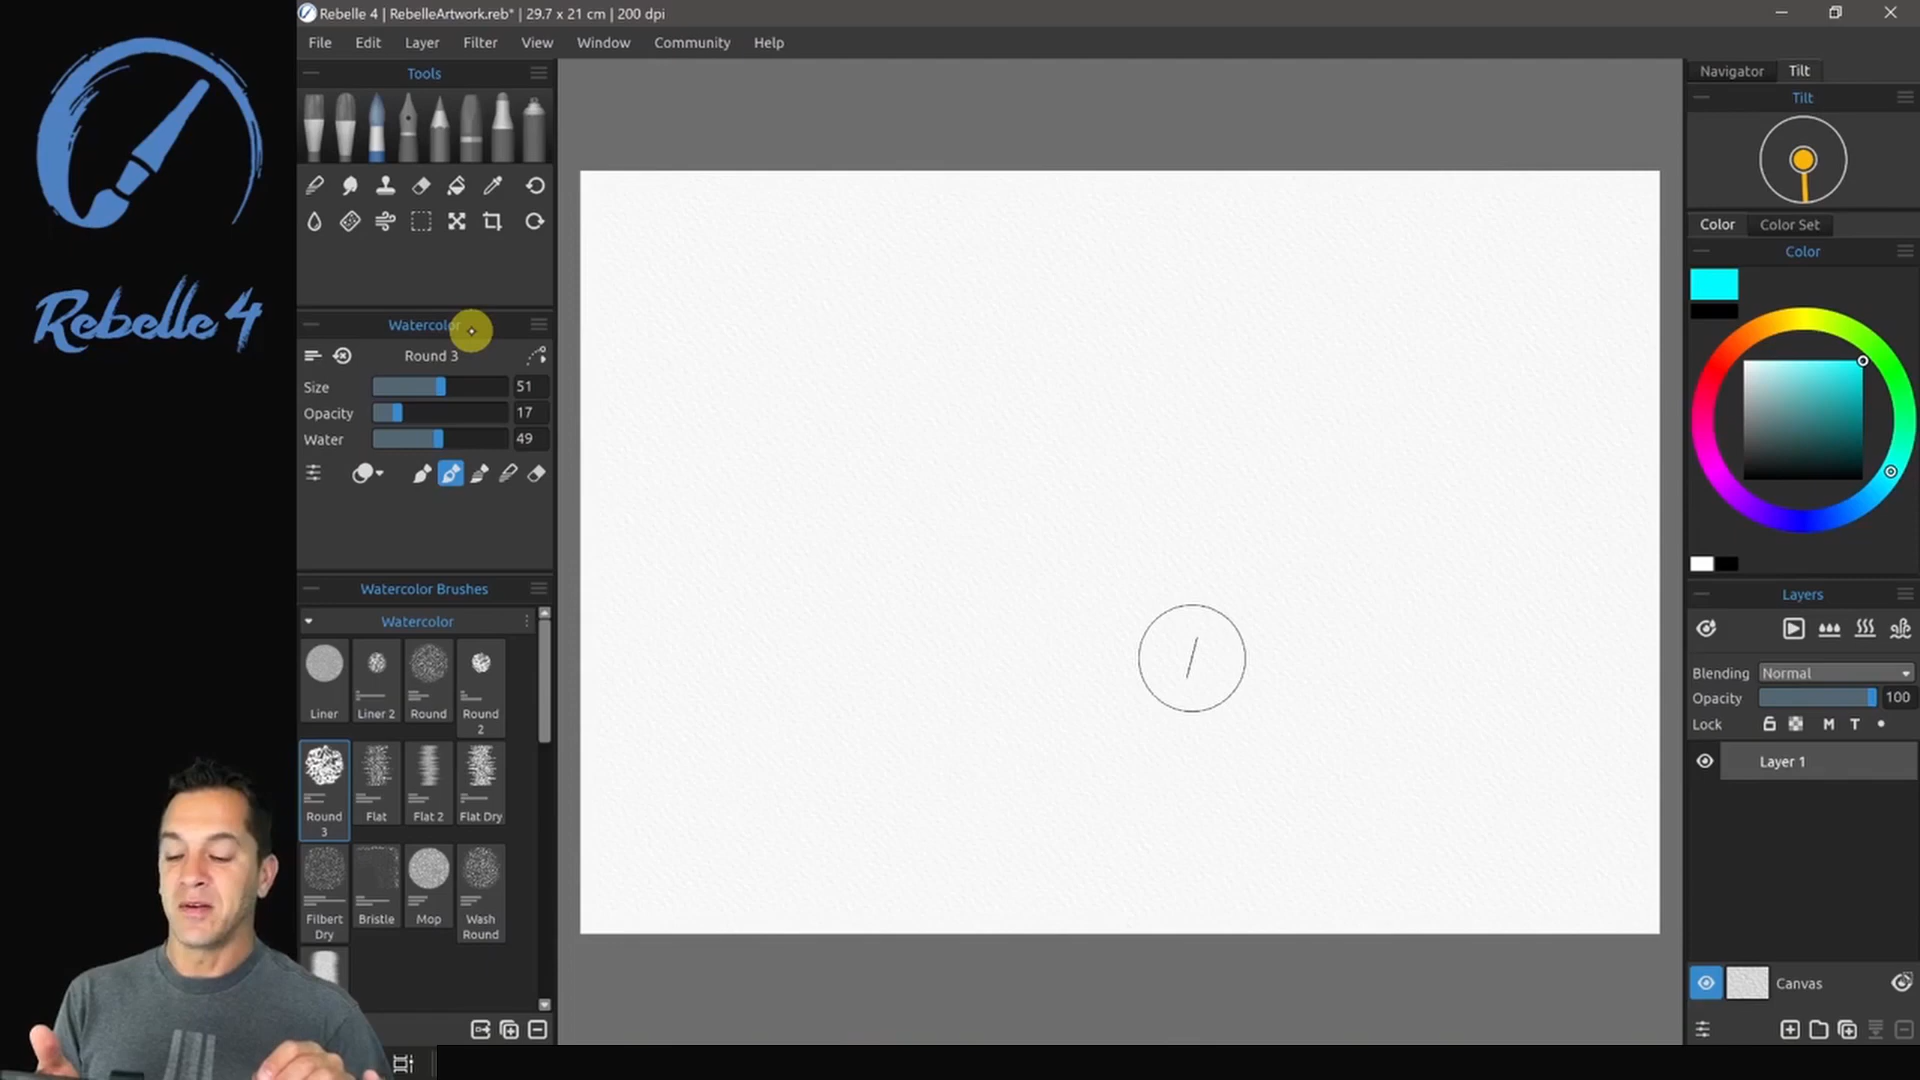 Rebelle 4 | RebelleArtwork.reb* | 29.7 x 21 cm | 200 dpi
File Edit Layer Filter View Window Community Help
Rebelle 4
Tools
Watercolor
Round 3
Size 51
Opacity 17
Water 49
Watercolor Brushes
Watercolor
Liner Liner 2 Round Round 2
Round 3 Flat Flat 2 Flat Dry
Filbert Dry Bristle Mop Wash Round
Navigator Tilt
Tilt
Color Color Set
Color
Layers
Blending Normal
Opacity 100
Lock M T
Layer 1
Canvas